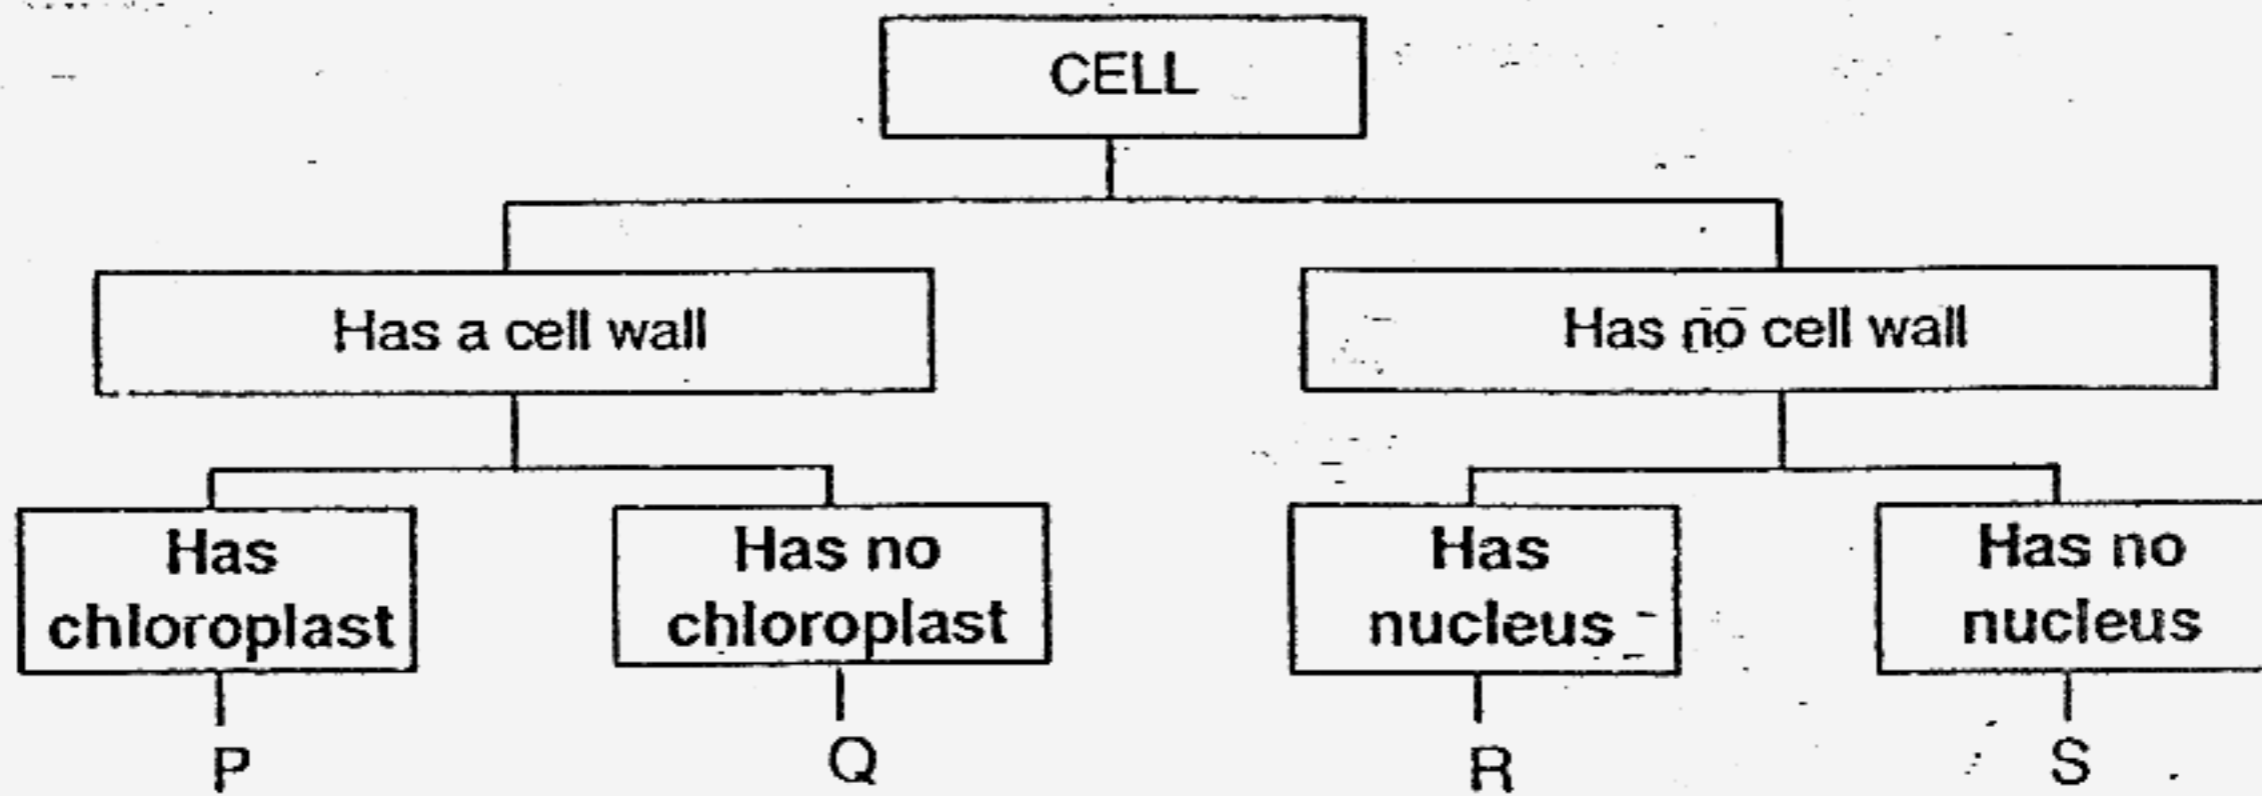 CELL
Has a cell wall
Has no cell wall
Has
chloroplast
Has no
chloroplast
Has
nucleus
Has no
nucleus
P
Q
R
S